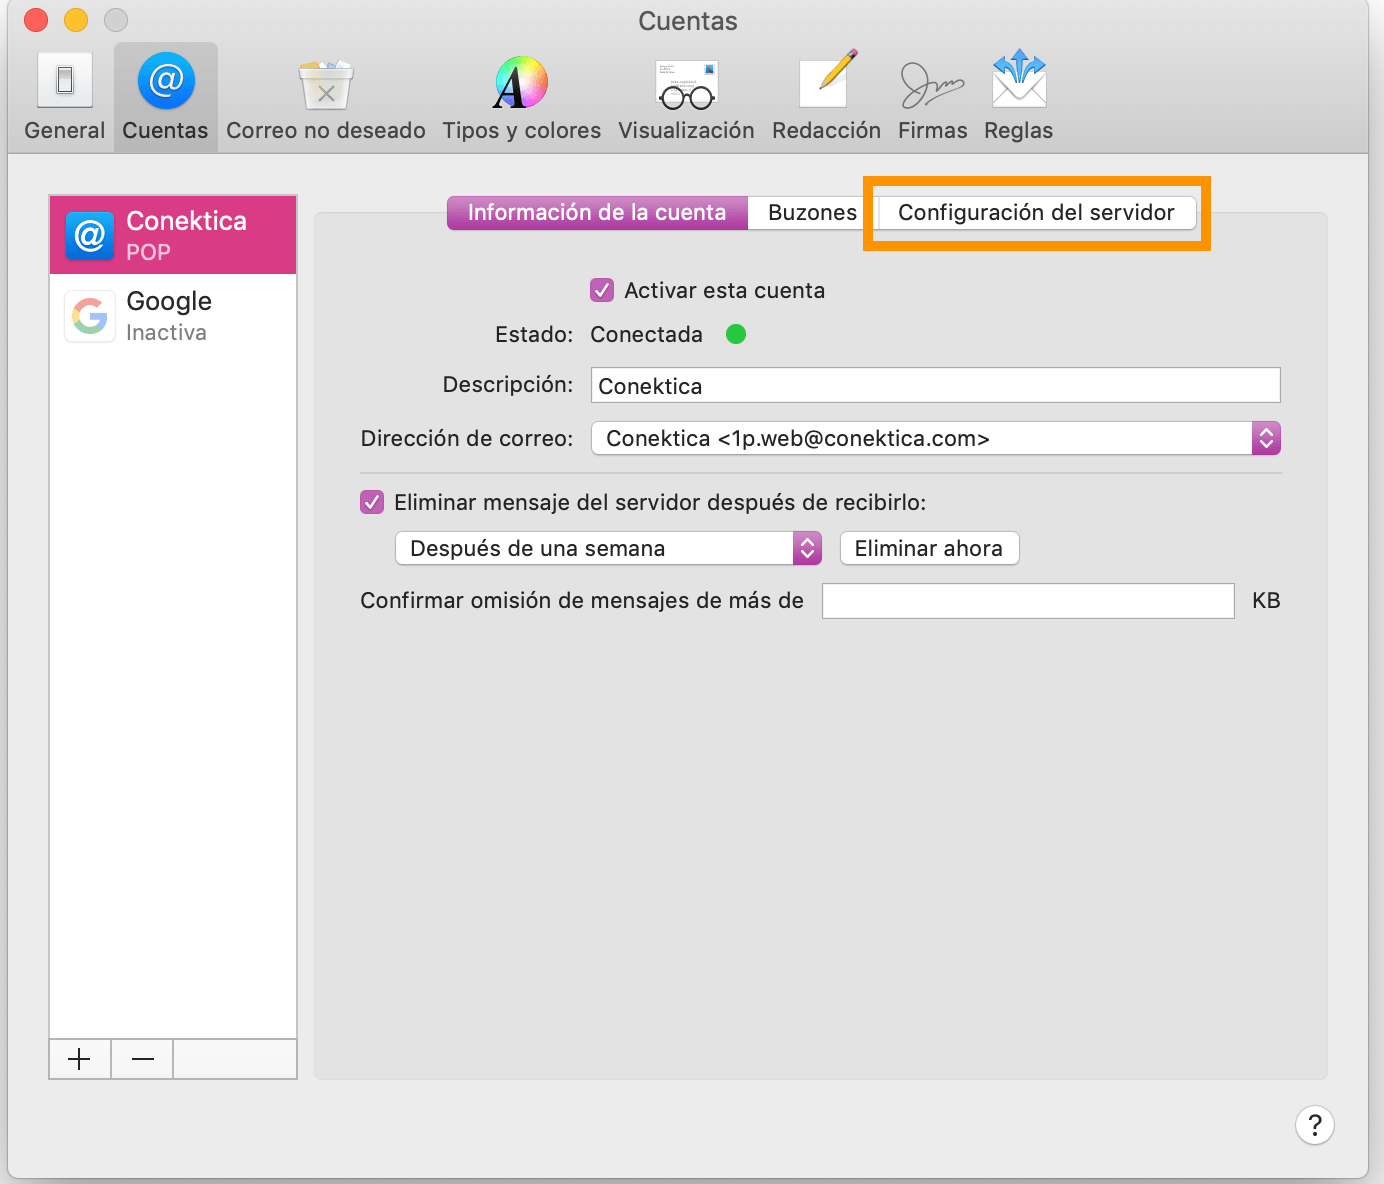 Cuentas
General
Cuentas
Correo no deseado
Tipos y colores
Visualización
Redacción
Firmas
Reglas
Conektica
POP
Google
Inactiva
Información de la cuenta
Buzones
Configuración del servidor
Activar esta cuenta
Estado: Conectada
Descripción: Conektica
Dirección de correo: Conektica <1p.web@conektica.com>
Eliminar mensaje del servidor después de recibirlo:
Después de una semana
Eliminar ahora
Confirmar omisión de mensajes de más de KB
?